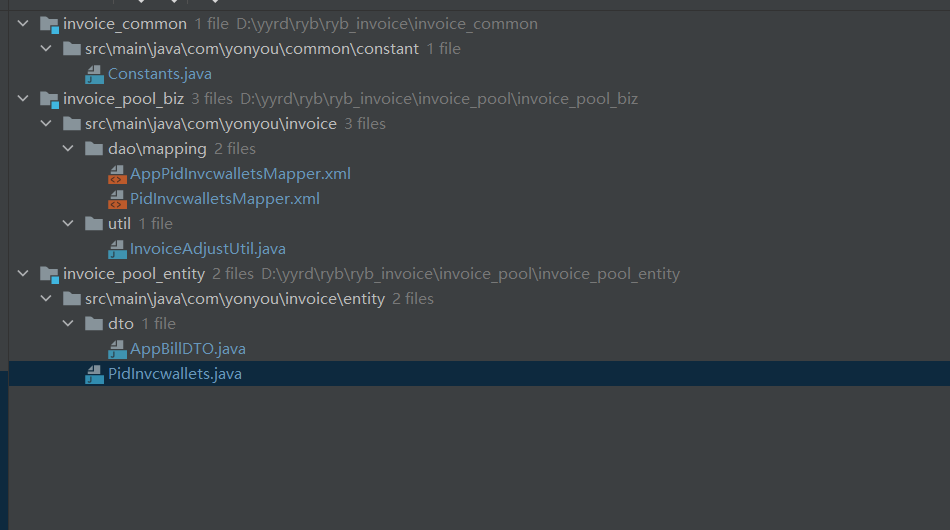 invoice_common 1 file D:\yyrd\ryb\ryb_invoice\invoice_common
src\main\java\com\yonyou\common\constant 1 file
Constants.java
invoice_pool_biz 3 files D:\yyrd\ryb\ryb_invoice\invoice_pool\invoice_pool_biz
src\main\java\com\yonyou\invoice 3 files
dao\mapping 2 files
AppPidInvcwalletsMapper.xml
PidInvcwalletsMapper.xml
util 1 file
InvoiceAdjustUtil.java
invoice_pool_entity 2 files D:\yyrd\ryb\ryb_invoice\invoice_pool\invoice_pool_entity
src\main\java\com\yonyou\invoice\entity 2 files
dto 1 file
AppBillDTO.java
PidInvcwallets.java